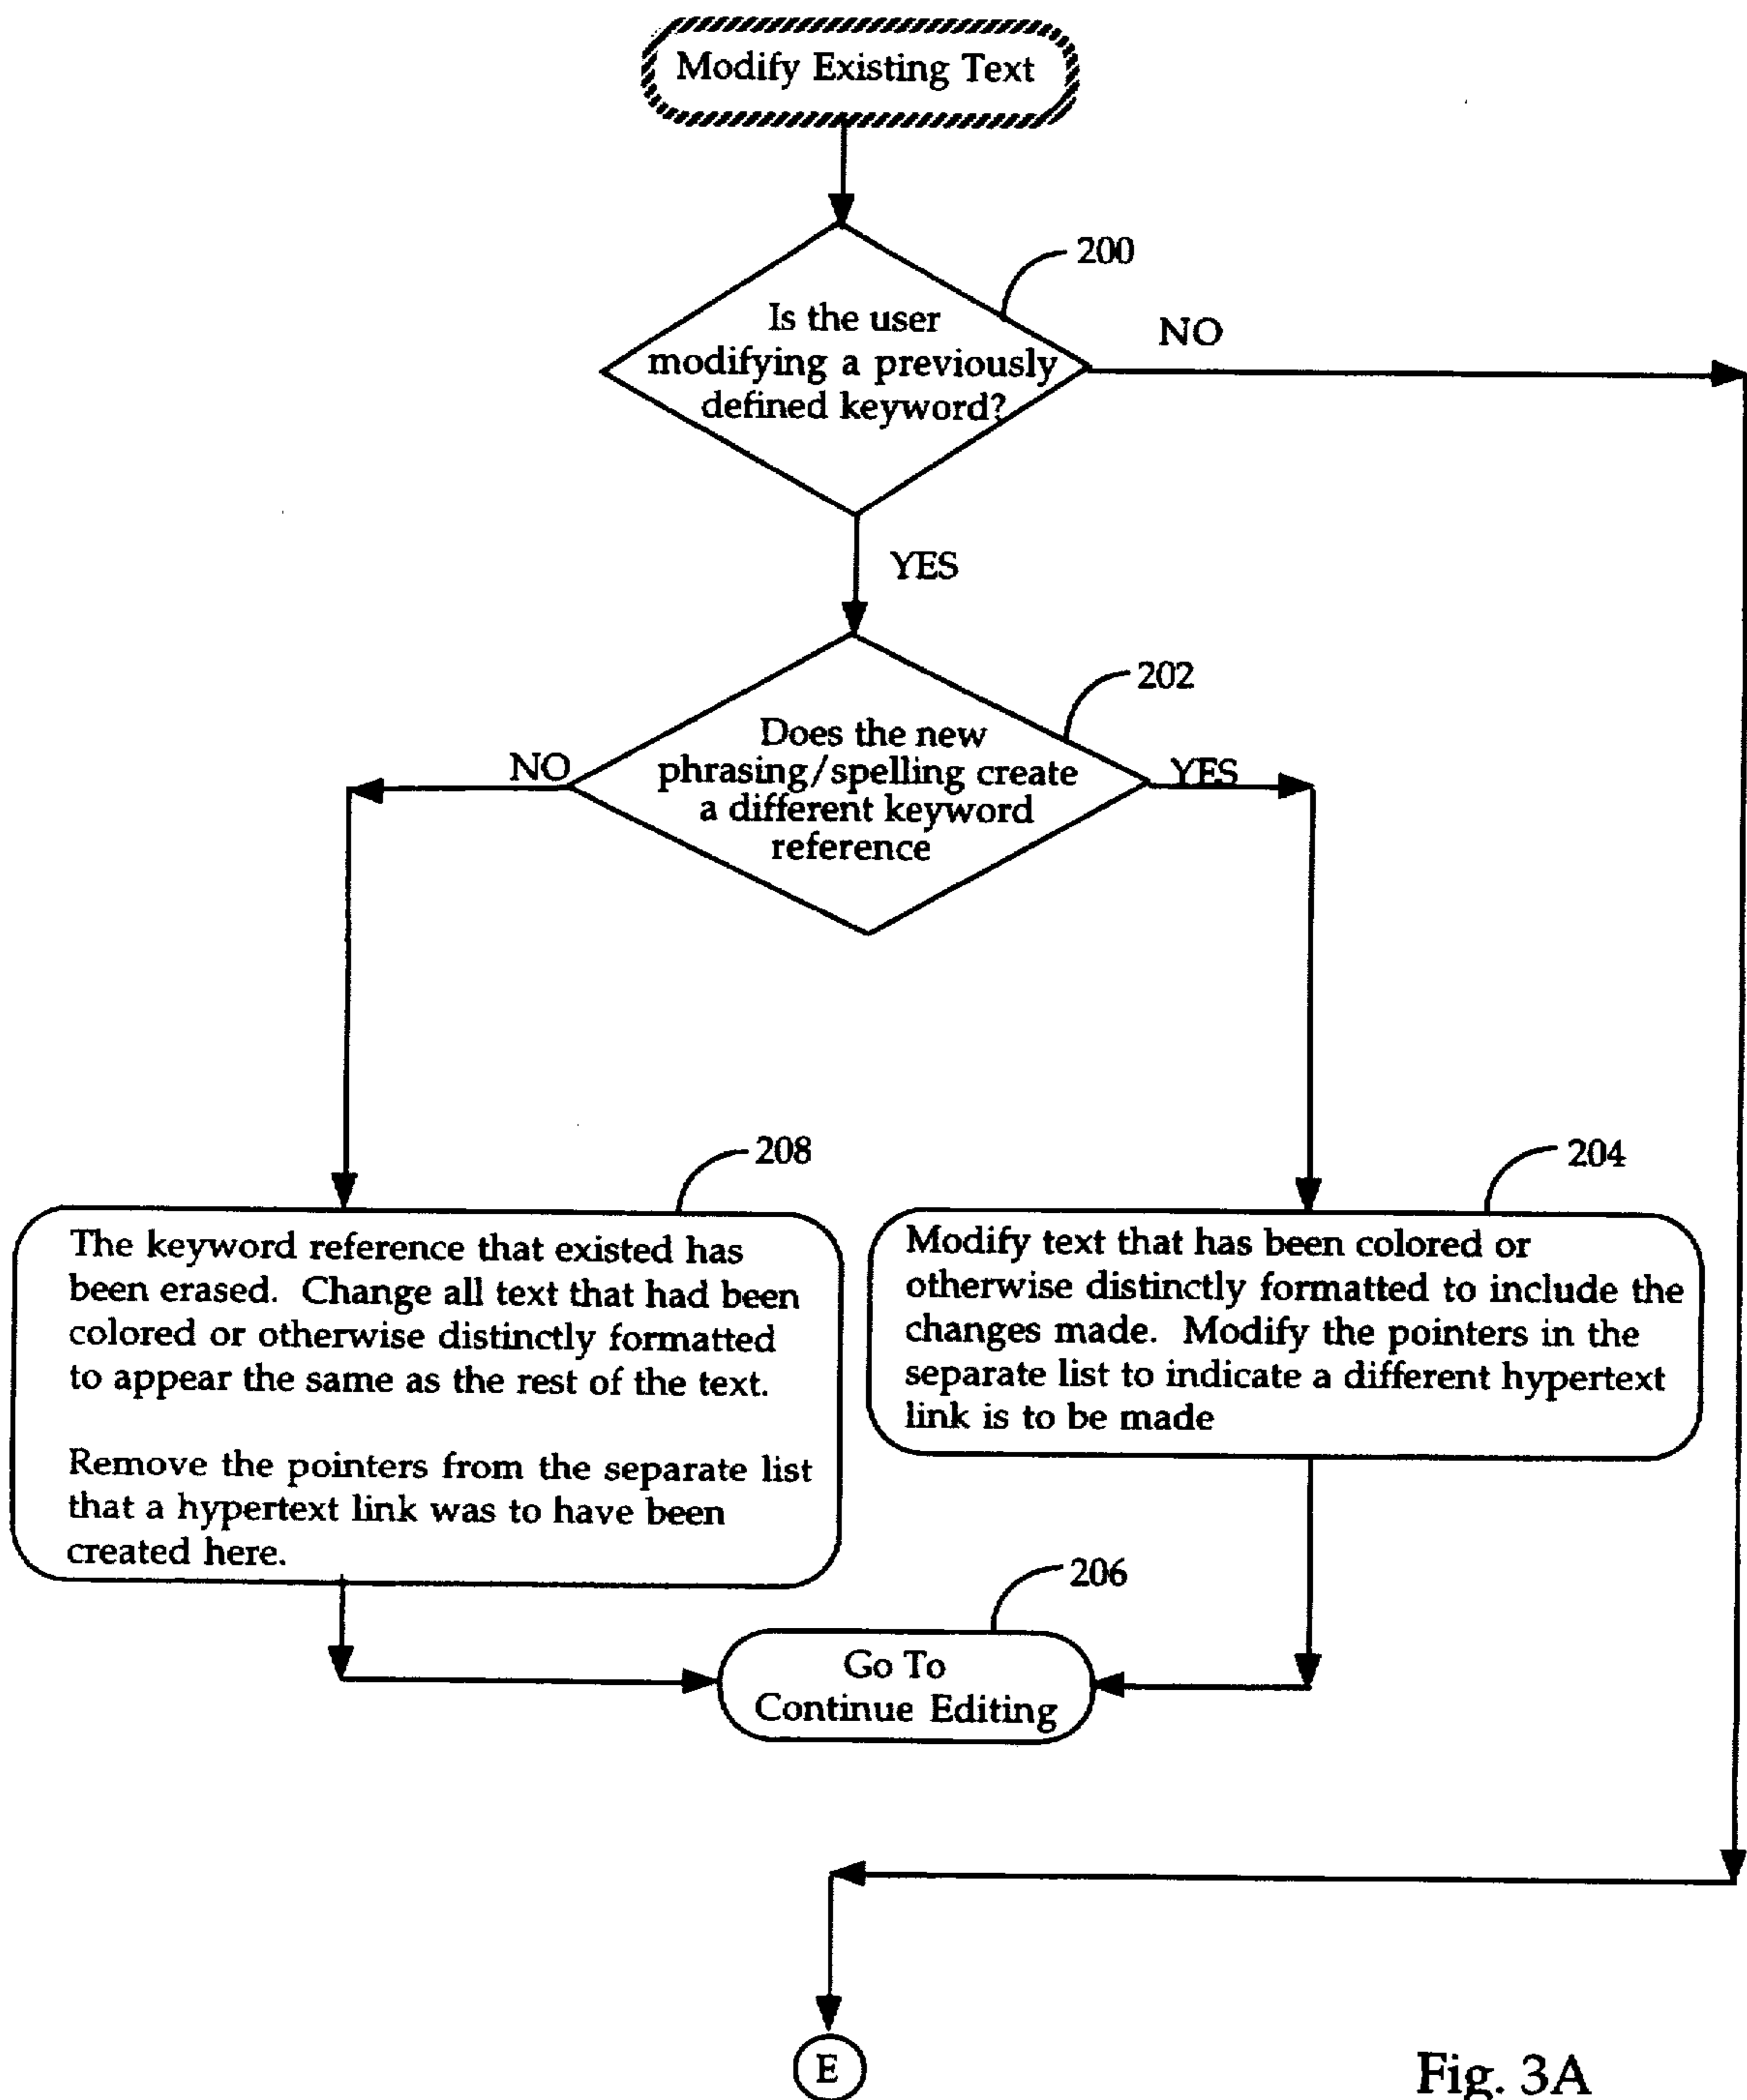 Modify Existing Text
200
Is the user
modifying a previously
defined keyword?
NO
YES
202
Does the new
phrasing/spelling create
a different keyword
reference
NO
YES
208
The keyword reference that existed has
been erased. Change all text that had been
colored or otherwise distinctly formatted
to appear the same as the rest of the text.
Remove the pointers from the separate list
that a hypertext link was to have been
created here.
204
Modify text that has been colored or
otherwise distinctly formatted to include the
changes made. Modify the pointers in the
separate list to indicate a different hypertext
link is to be made
206
Go To
Continue Editing
E
Fig. 3A